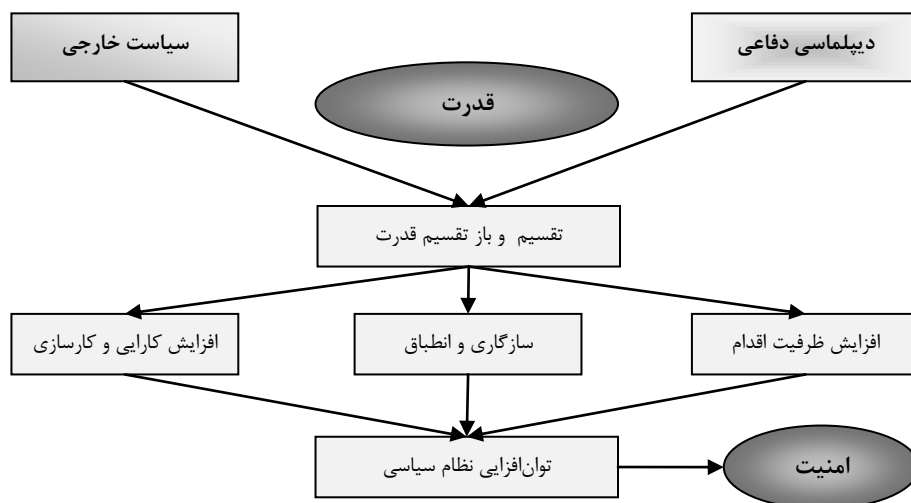 دیپلماسی دفاعی
سیاست خارجی
قدرت
تقسیم و باز تقسیم قدرت
افزایش ظرفیت اقدام
سازگاری و انطباق
افزایش کارایی و کارسازی
توان‌افزایی نظام سیاسی
امنیت